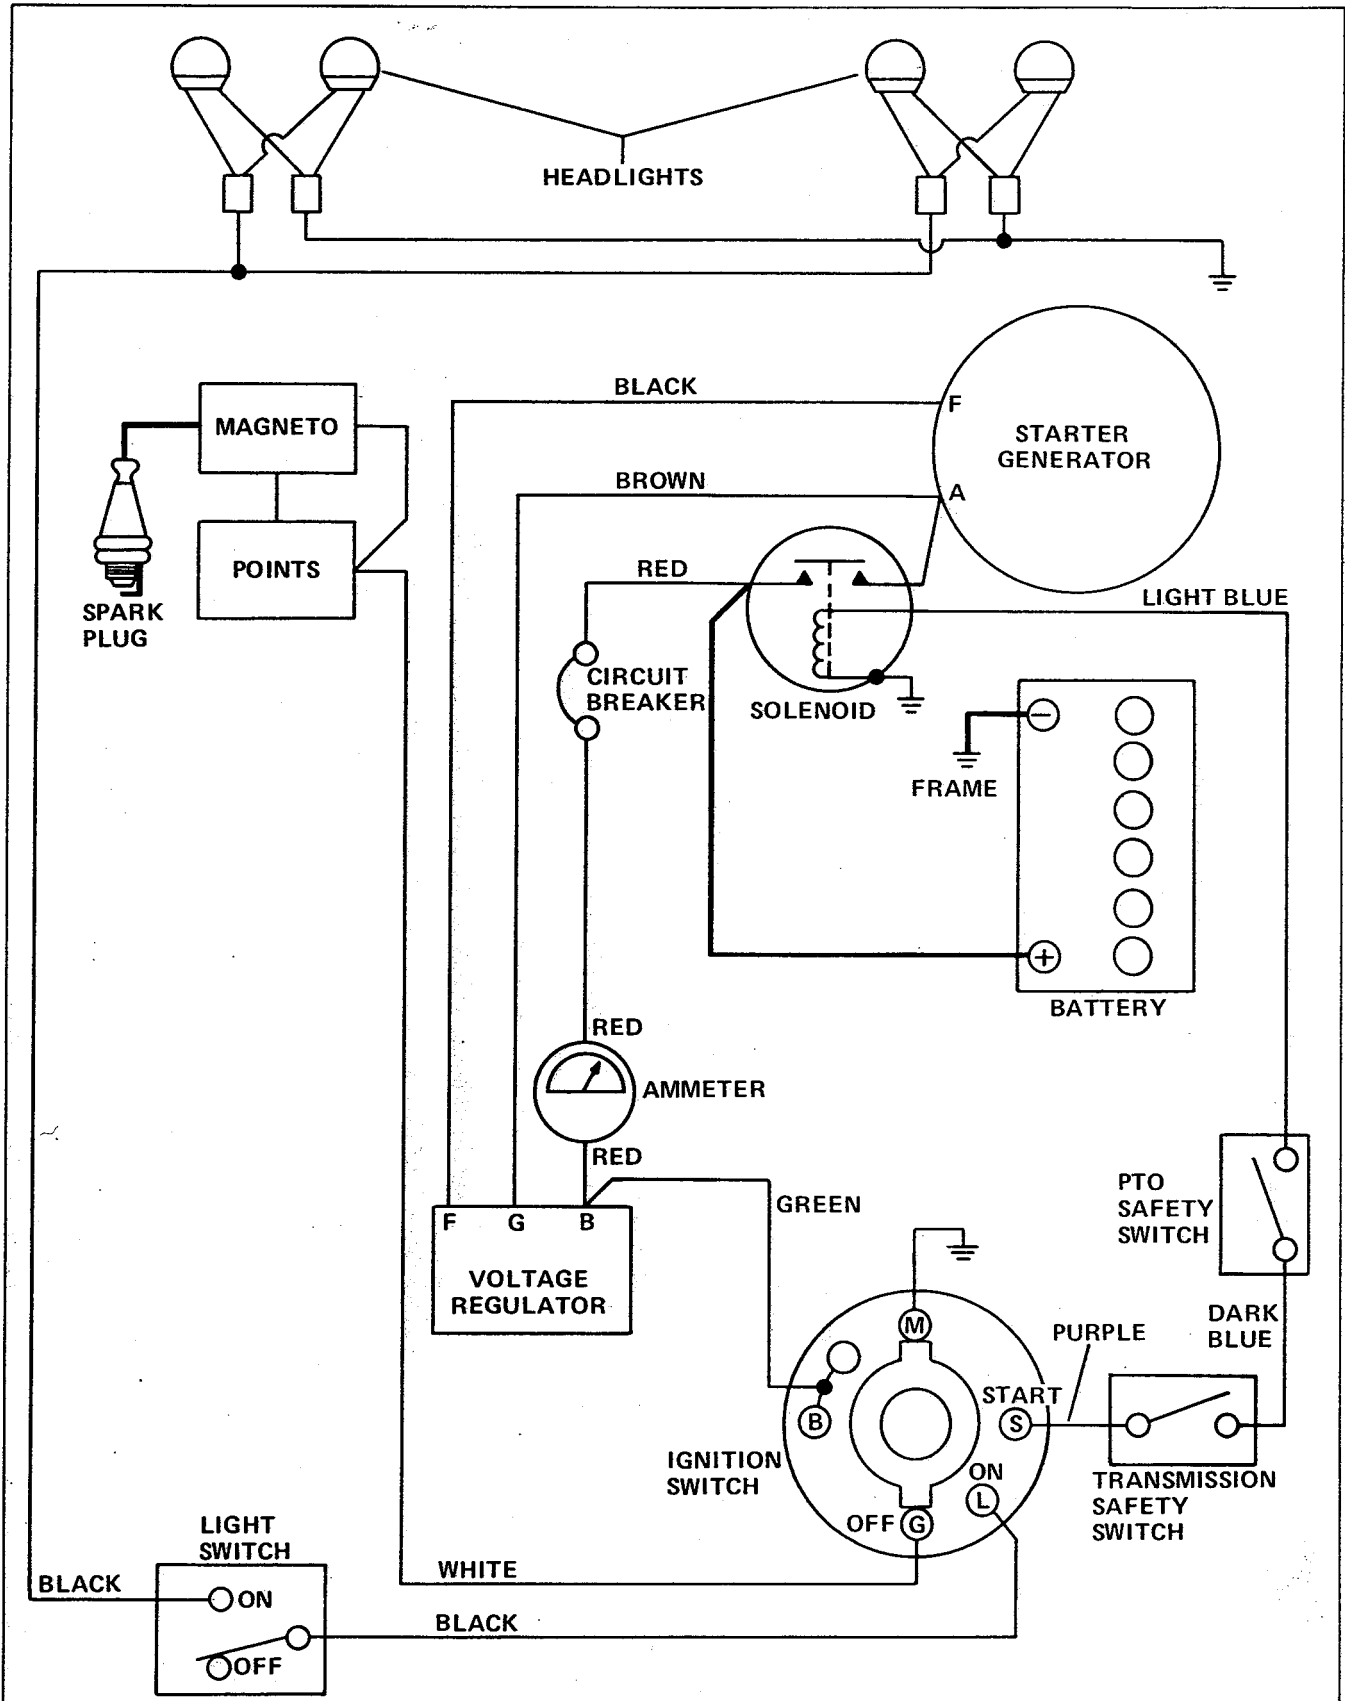 HEADLIGHTS
BLACK
F
MAGNETO
STARTER
GENERATOR
BROWN
A
POINTS
RED
LIGHT BLUE
SPARK
PLUG
CIRCUIT
BREAKER
SOLENOID
−
FRAME
+
BATTERY
RED
AMMETER
RED
PTO
SAFETY
SWITCH
GREEN
F G B
VOLTAGE
REGULATOR
M
PURPLE
DARK
BLUE
START
B
S
IGNITION
SWITCH
ON
L
TRANSMISSION
SAFETY
SWITCH
OFF G
LIGHT
SWITCH
WHITE
BLACK
ON
BLACK
OFF